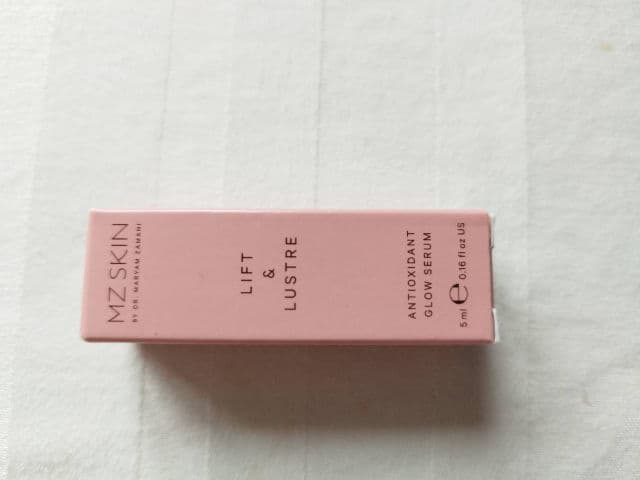 MZ SKIN
BY DR. MARYAM ZAMANI
LIFT
&
LUSTRE
ANTIOXIDANT
GLOW SERUM
5 ml ℮ 0.16 fl oz US